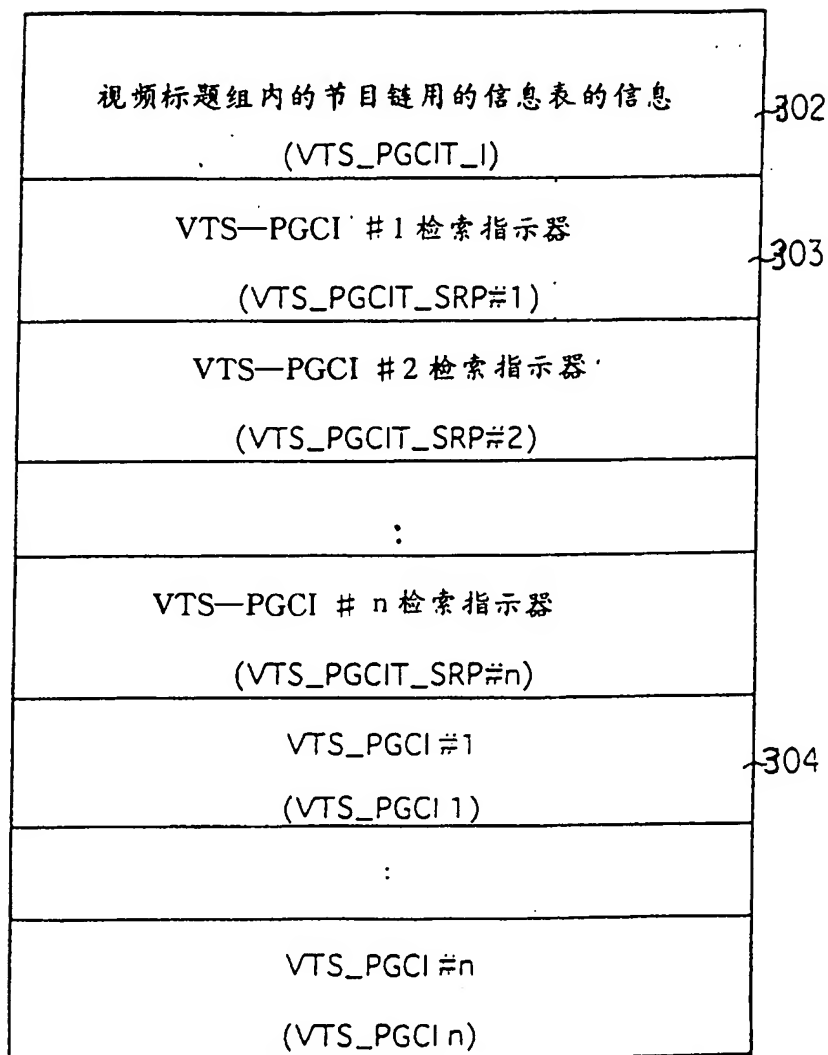 视频标题组内的节目链用的信息表的信息
302
(VTS_PGCIT_I)
VTS—PGCI #1检索指示器
303
(VTS_PGCIT_SRP#1)
VTS—PGCI #2检索指示器
(VTS_PGCIT_SRP#2)
:
VTS—PGCI # n检索指示器
(VTS_PGCIT_SRP#n)
VTS_PGCI #1
304
(VTS_PGCI 1)
:
VTS_PGCI #n
(VTS_PGCI n)